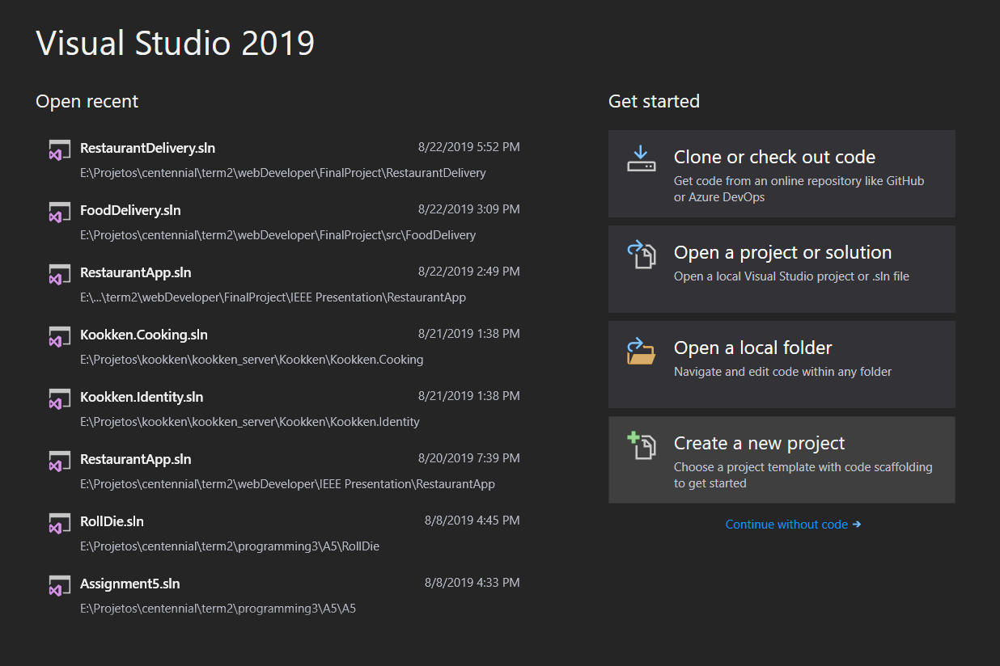 Visual Studio 2019
Open recent
RestaurantDelivery.sln 8/22/2019 5:52 PM
E:\Projetos\centennial\term2\webDeveloper\FinalProject\RestaurantDelivery
FoodDelivery.sln 8/22/2019 3:09 PM
E:\Projetos\centennial\term2\webDeveloper\FinalProject\src\FoodDelivery
RestaurantApp.sln 8/22/2019 2:49 PM
E:\...\term2\webDeveloper\FinalProject\IEEE Presentation\RestaurantApp
Kookken.Cooking.sln 8/21/2019 1:38 PM
E:\Projetos\kookken\kookken_server\Kookken\Kookken.Cooking
Kookken.Identity.sln 8/21/2019 1:38 PM
E:\Projetos\kookken\kookken_server\Kookken\Kookken.Identity
RestaurantApp.sln 8/20/2019 7:39 PM
E:\Projetos\centennial\term2\webDeveloper\IEEE Presentation\RestaurantApp
RollDie.sln 8/8/2019 4:45 PM
E:\Projetos\centennial\term2\programming3\A5\RollDie
Assignment5.sln 8/8/2019 4:33 PM
E:\Projetos\centennial\term2\programming3\A5\A5
Get started
Clone or check out code
Get code from an online repository like GitHub
or Azure DevOps
Open a project or solution
Open a local Visual Studio project or .sln file
Open a local folder
Navigate and edit code within any folder
Create a new project
Choose a project template with code scaffolding
to get started
Continue without code →